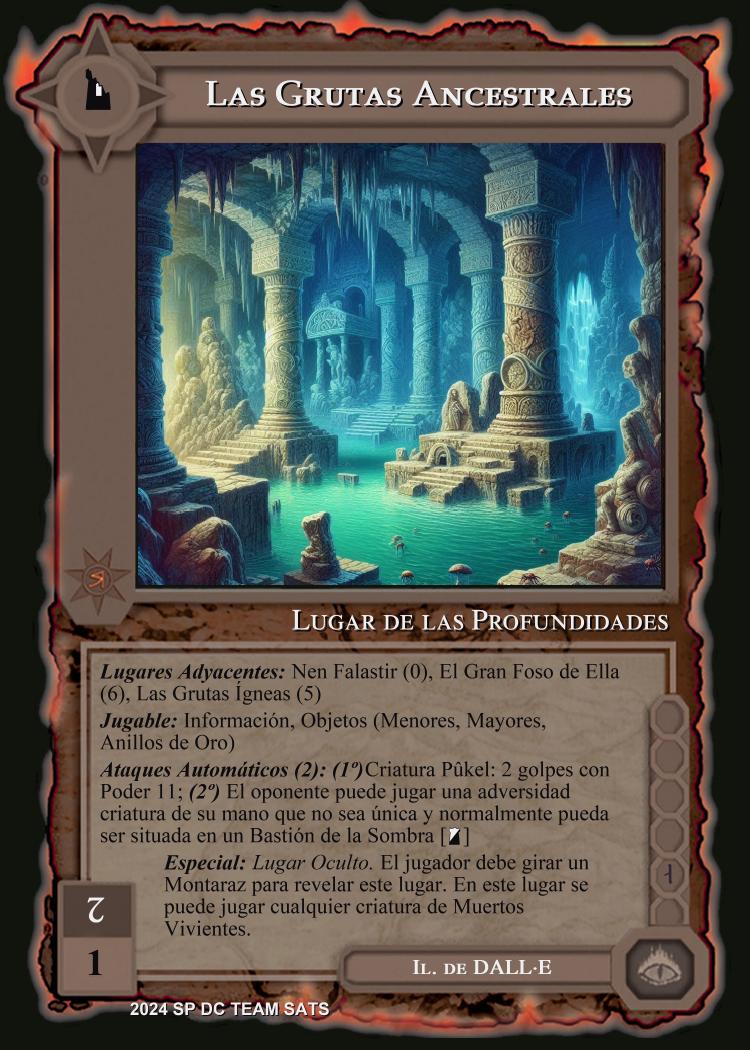 Las Grutas Ancestrales
Lugar de las Profundidades
Lugares Adyacentes: Nen Falastir (0), El Gran Foso de Ella
(6), Las Grutas Ígneas (5)
Jugable: Información, Objetos (Menores, Mayores,
Anillos de Oro)
Ataques Automáticos (2): (1º)Criatura Pûkel: 2 golpes con
Poder 11; (2º) El oponente puede jugar una adversidad
criatura de su mano que no sea única y normalmente pueda
ser situada en un Bastión de la Sombra [ ]
Especial: Lugar Oculto. El jugador debe girar un
Montaraz para revelar este lugar. En este lugar se
puede jugar cualquier criatura de Muertos
Vivientes.
1
Il. de DALL·E
2024 SP DC TEAM SATS